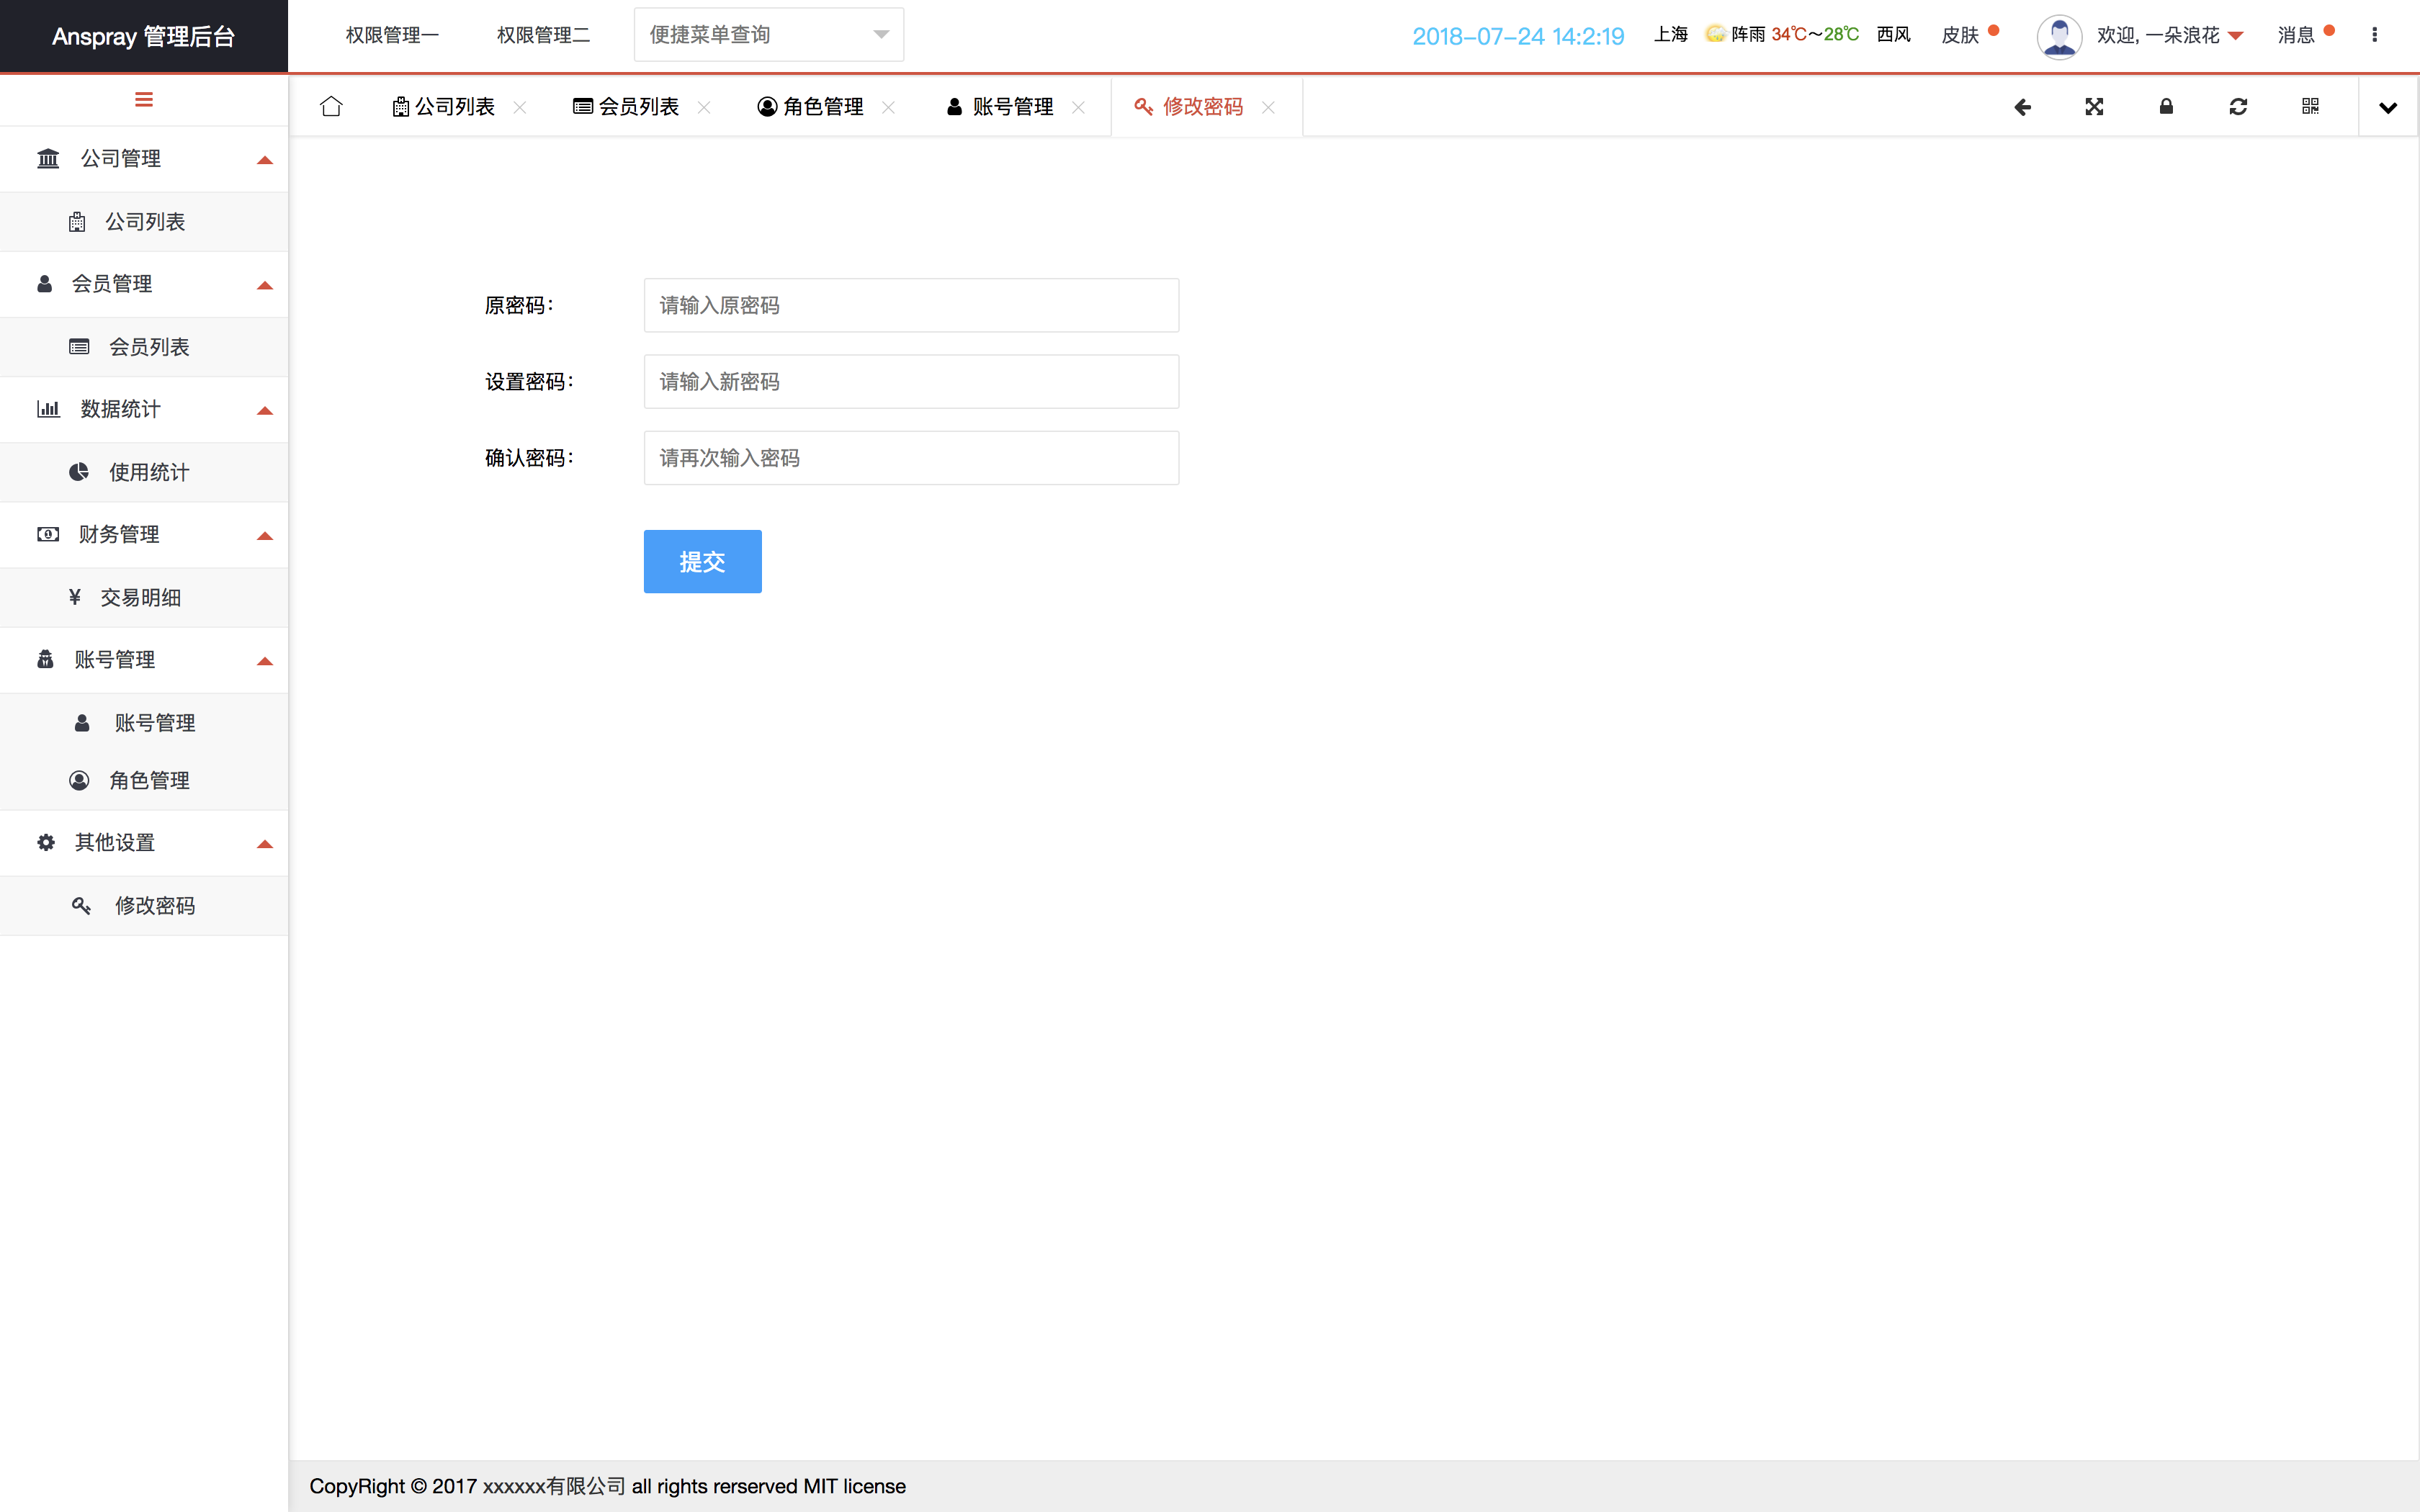 Anspray 管理后台
权限管理一
权限管理二
便捷菜单查询
2018-07-24 14:2:19
上海 阵雨 34℃～28℃ 西风
皮肤
欢迎, 一朵浪花
消息
公司列表
会员列表
角色管理
账号管理
修改密码
公司管理
公司列表
会员管理
会员列表
数据统计
使用统计
财务管理
¥ 交易明细
账号管理
账号管理
角色管理
其他设置
修改密码
原密码： 请输入原密码
设置密码： 请输入新密码
确认密码： 请再次输入密码
提交
CopyRight © 2017 xxxxxx有限公司 all rights rerserved MIT license